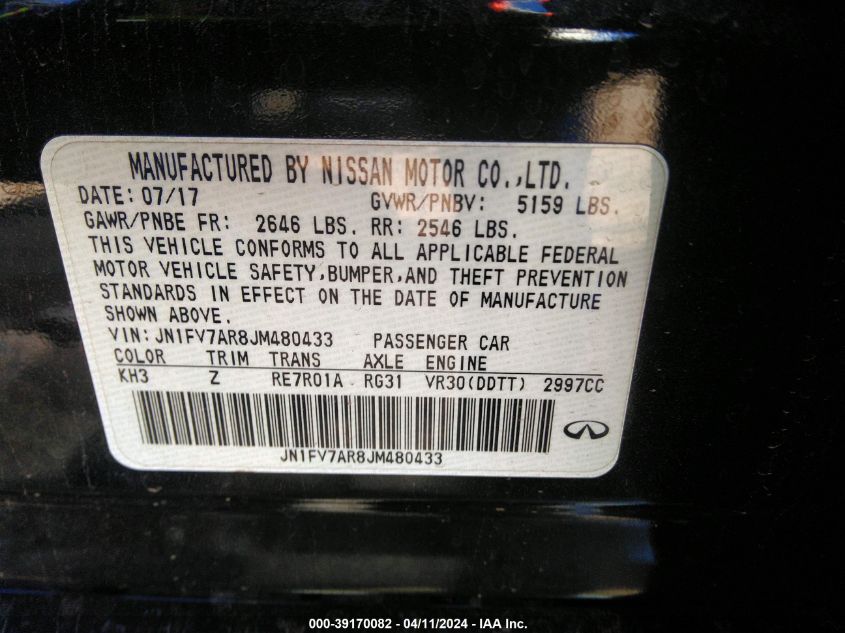 MANUFACTURED BY NISSAN MOTOR CO.,LTD.
DATE: 07/17 GVWR/PNBV: 5159 LBS.
GAWR/PNBE FR: 2646 LBS. RR: 2546 LBS.
THIS VEHICLE CONFORMS TO ALL APPLICABLE FEDERAL
MOTOR VEHICLE SAFETY,BUMPER,AND THEFT PREVENTION
STANDARDS IN EFFECT ON THE DATE OF MANUFACTURE
SHOWN ABOVE.
VIN:JN1FV7AR8JM480433 PASSENGER CAR
COLOR TRIM TRANS AXLE ENGINE
KH3 Z RE7R01A RG31 VR30(DDTT) 2997CC
JN1FV7AR8JM480433
000-39170082 - 04/11/2024 - IAA Inc.